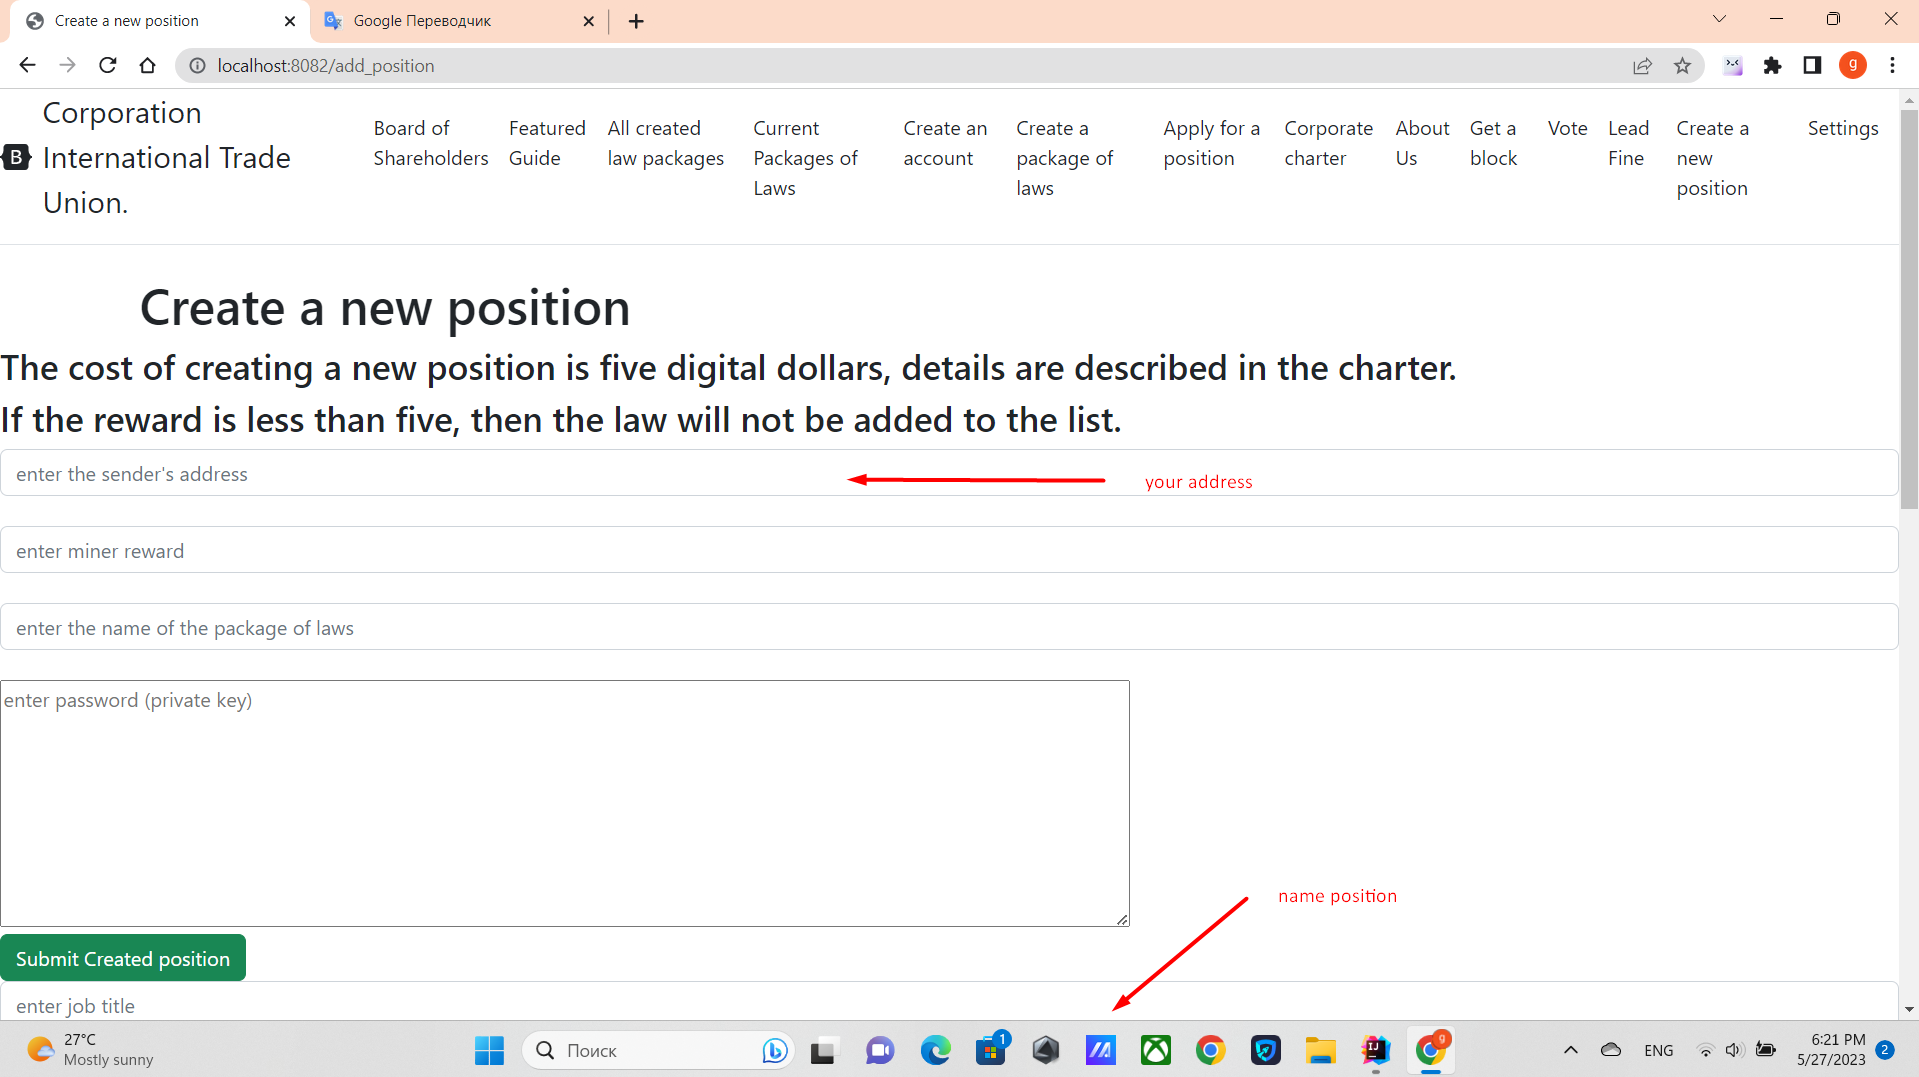 Create a new position
Google Переводчик
localhost:8082/add_position
g
B
Corporation
International Trade
Union.
Board of
Shareholders
Featured
Guide
All created
law packages
Current
Packages of
Laws
Create an
account
Create a
package of
laws
Apply for a
position
Corporate
charter
About
Us
Get a
block
Vote
Lead
Fine
Create a
new
position
Settings
Create a new position
The cost of creating a new position is five digital dollars, details are described in the charter.
If the reward is less than five, then the law will not be added to the list.
enter the sender's address
your address
enter miner reward
enter the name of the package of laws
enter password (private key)
name position
Submit Created position
enter job title
27°C
Mostly sunny
Поиск
1
IJ
g
ENG
6:21 PM
5/27/2023
2